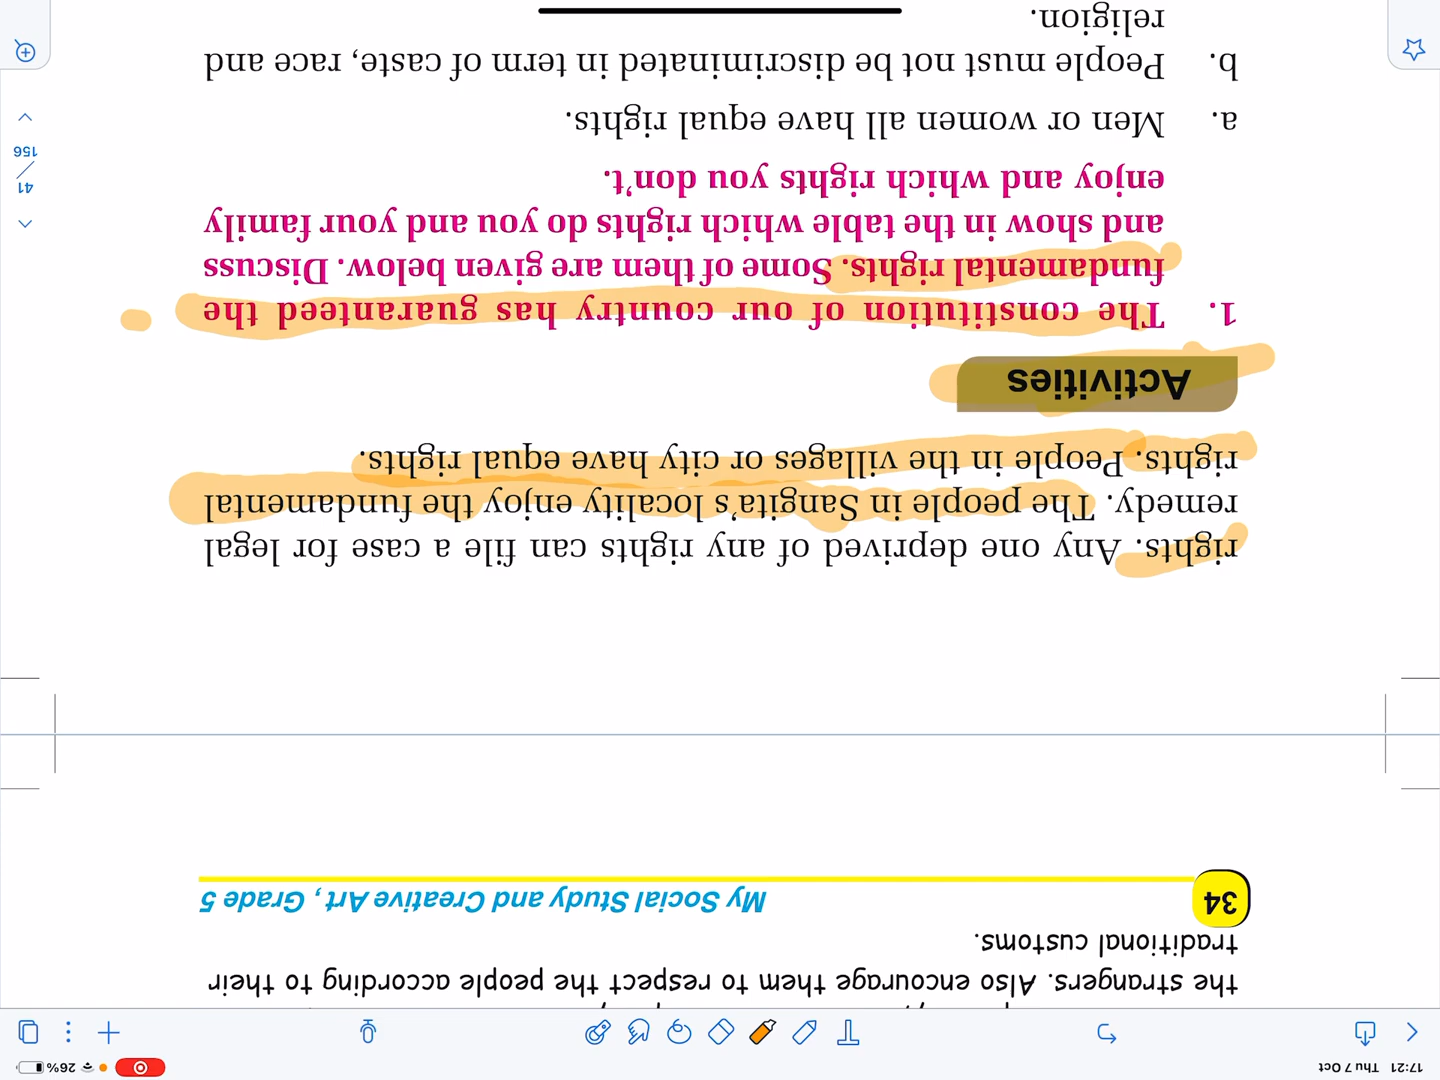 17:21 Thu 7 Oct
26%
the strangers. Also encourage them to respect the people according to their
traditional customs.
34
My Social Study and Creative Art , Grade 5
rights. Any one deprived of any rights can file a case for legal
remedy. The people in Sangita's locality enjoy the fundamental
rights. People in the villages or city have equal rights.
Activities
1. The constitution of our country has guaranteed the
fundamental rights. Some of them are given below. Discuss
and show in the table which rights do you and your family
enjoy and which rights you don't.
41
156
a. Men or women all have equal rights.
b. People must not be discriminated in term of caste, race and
religion.